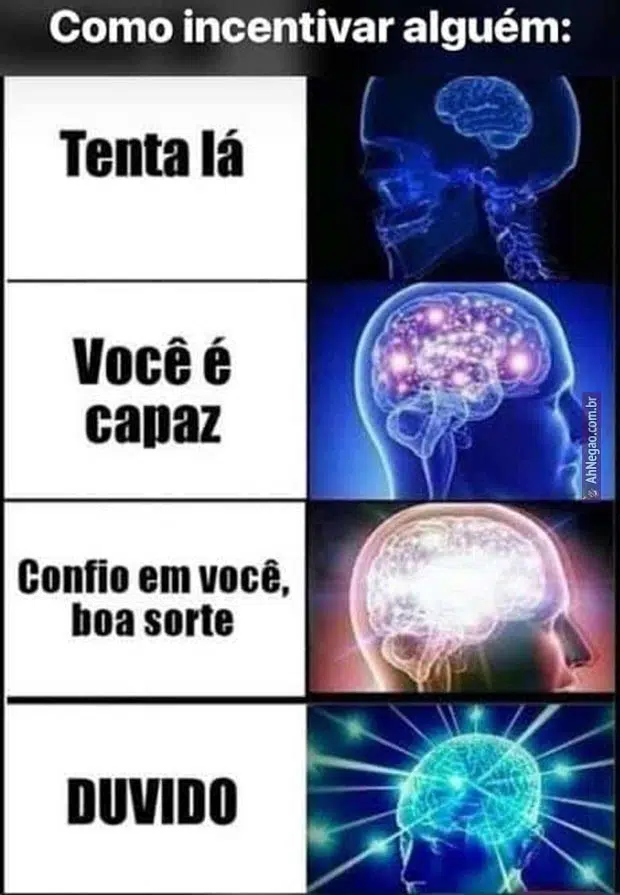 Como incentivar alguém:
Tenta lá
Você é
capaz
AhNegao.com.br
Confio em você,
boa sorte
DUVIDO